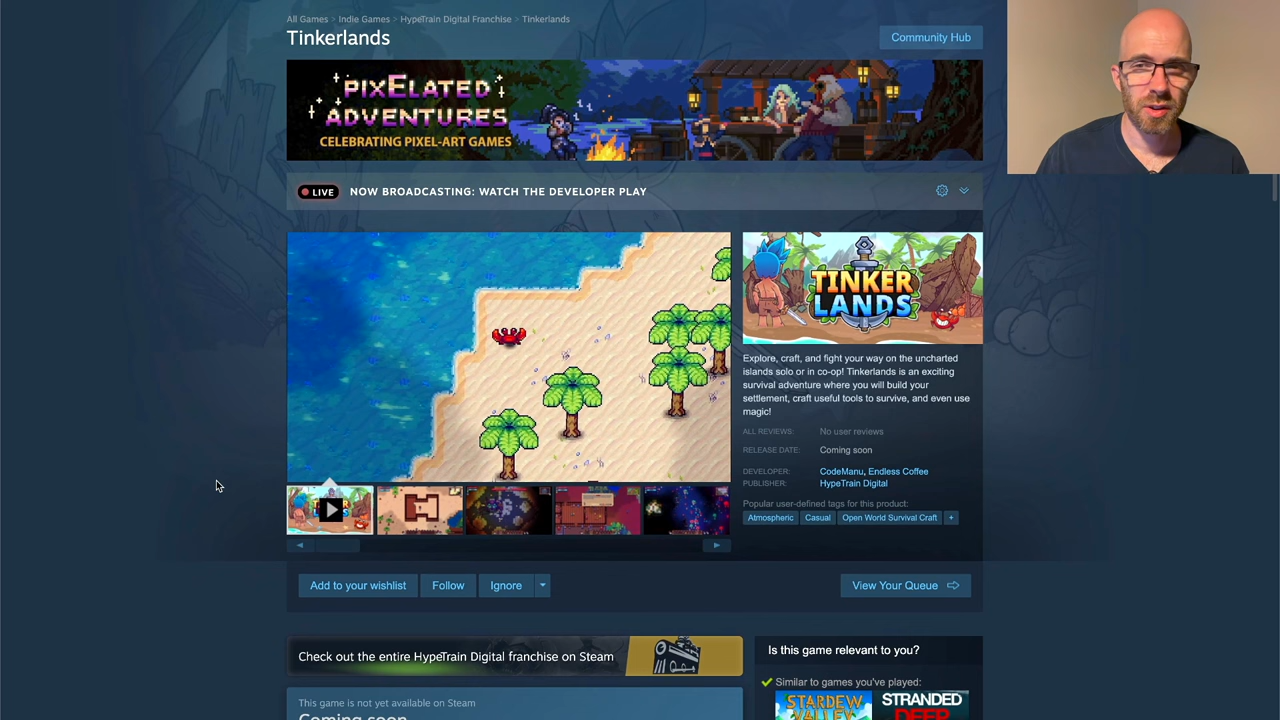 All Games > Indie Games > HypeTrain Digital Franchise > Tinkerlands
Tinkerlands
Community Hub
PIXELATED
ADVENTURES
CELEBRATING PIXEL-ART GAMES
LIVE
NOW BROADCASTING: WATCH THE DEVELOPER PLAY
TINKER
LANDS
Explore, craft, and fight your way on the uncharted
islands solo or in co-op! Tinkerlands is an exciting
survival adventure where you will build your
settlement, craft useful tools to survive, and even use
magic!
ALL REVIEWS: No user reviews
RELEASE DATE: Coming soon
DEVELOPER: CodeManu, Endless Coffee
PUBLISHER: HypeTrain Digital
Popular user-defined tags for this product:
Atmospheric Casual Open World Survival Craft +
Add to your wishlist Follow Ignore
View Your Queue
Check out the entire HypeTrain Digital franchise on Steam
Is this game relevant to you?
Similar to games you've played:
STARDEW
VALLEY
STRANDED
DEEP
This game is not yet available on Steam
Coming soon